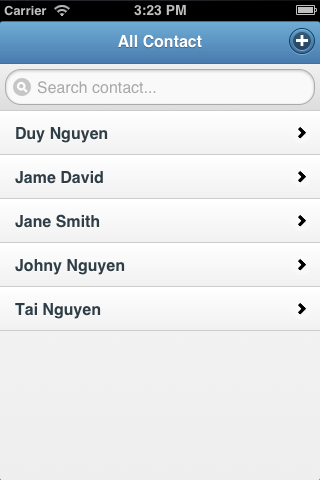 Carrier 3:23 PM
All Contact
Search contact...
Duy Nguyen
Jame David
Jane Smith
Johny Nguyen
Tai Nguyen